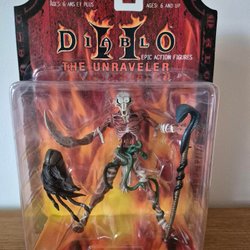 AGES 6 ANS ET PLUS
AGES: 6 AND UP
DIABLO
II
EPIC ACTION FIGURES
THE UNRAVELER